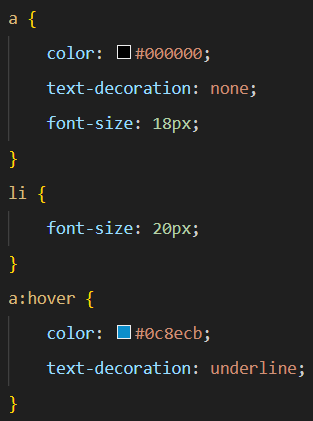 a {
color: #000000;
text-decoration: none;
font-size: 18px;
}
li {
font-size: 20px;
}
a:hover {
color: #0c8ecb;
text-decoration: underline;
}